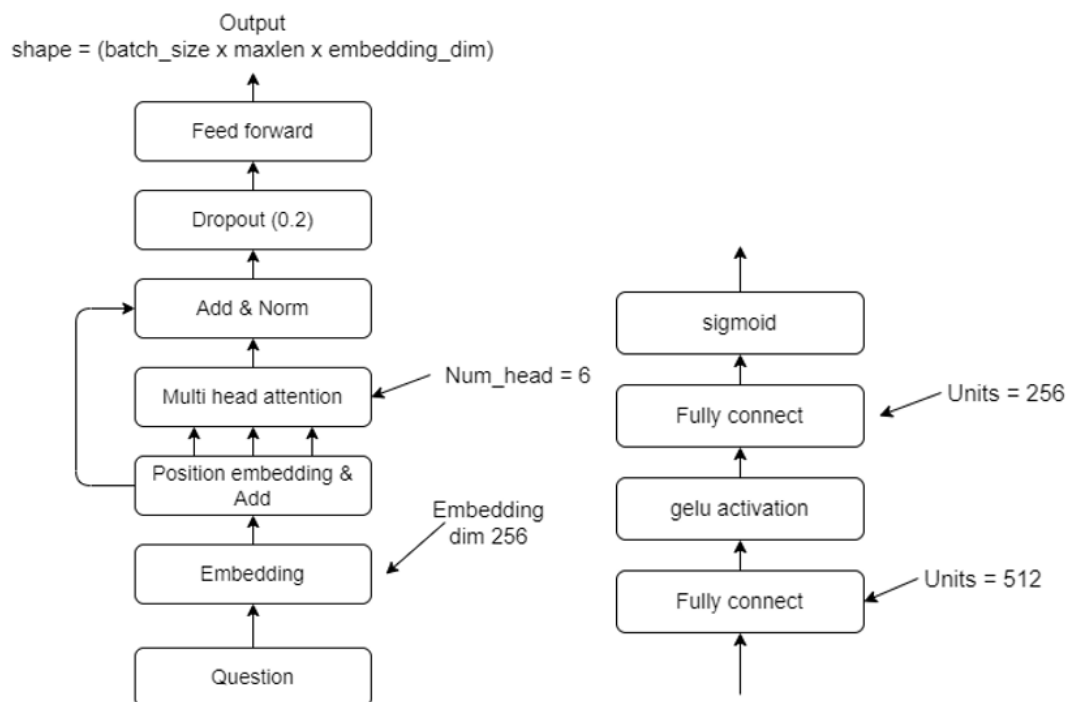 Output
shape = (batch_size x maxlen x embedding_dim)
Feed forward
Dropout (0.2)
Add & Norm
Multi head attention
Num_head = 6
Position embedding &
Add
Embedding
dim 256
Embedding
Question
sigmoid
Fully connect
Units = 256
gelu activation
Fully connect
Units = 512